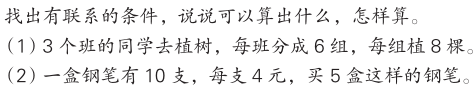 找出有联系的条件，说说可以算出什么，怎样算。
(1) 3 个班的同学去植树，每班分成 6 组，每组植 8 棵。
(2) 一盒钢笔有 10 支，每支 4 元，买 5 盒这样的钢笔。